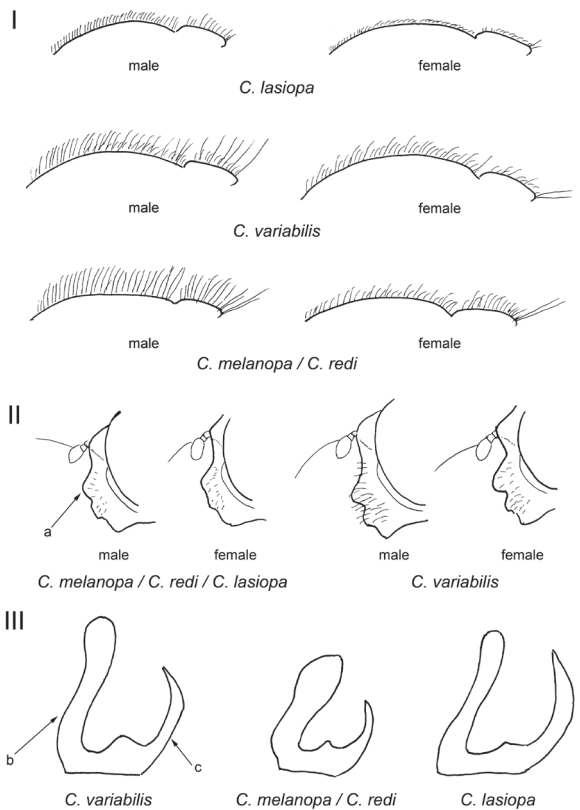 I
male female
C. lasiopa
male female
C. variabilis
male female
C. melanopa / C. redi
II
a
male female male female
C. melanopa / C. redi / C. lasiopa C. variabilis
III
b c
C. variabilis C. melanopa / C. redi C. lasiopa